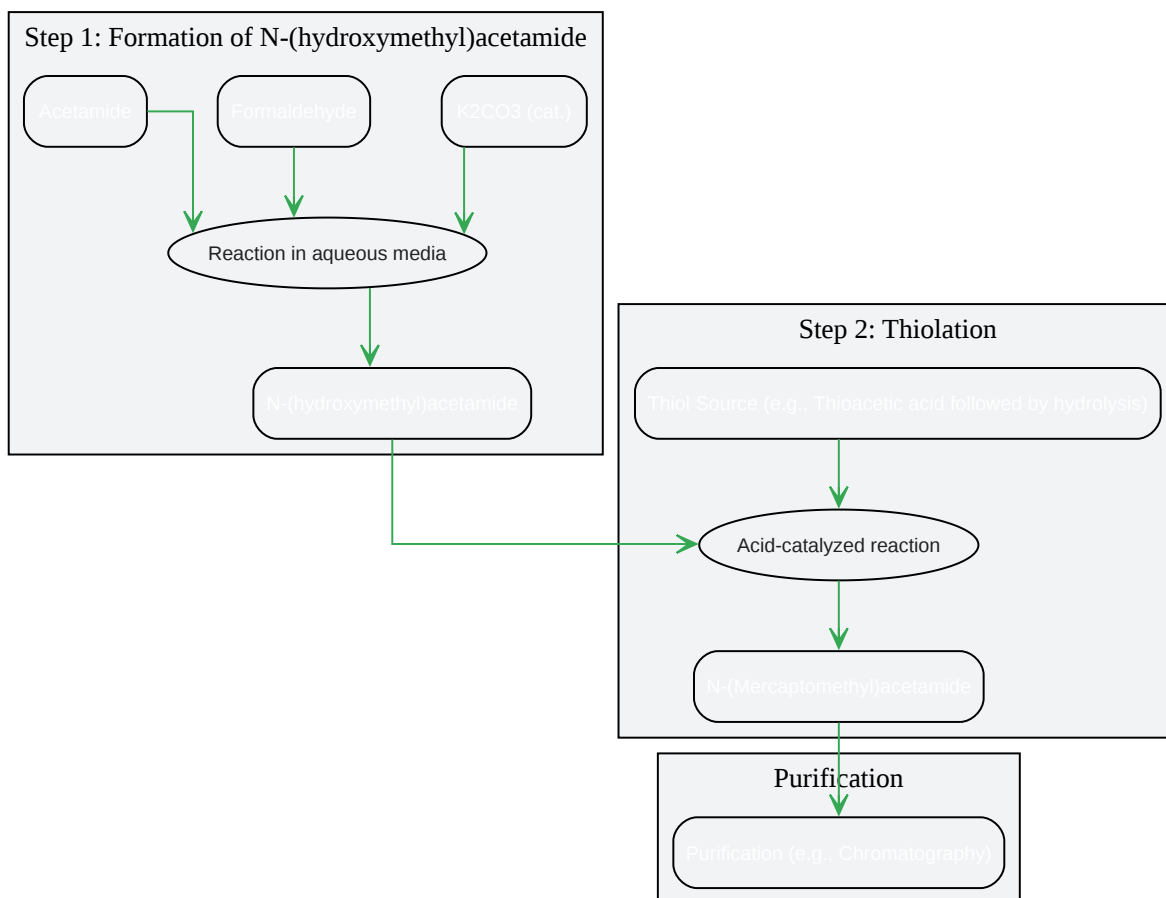 Step 1: Formation of N-(hydroxymethyl)acetamide
Acetamide
Formaldehyde
K2CO3 (cat.)
Reaction in aqueous media
N-(hydroxymethyl)acetamide
Step 2: Thiolation
Thiol Source (e.g., Thioacetic acid followed by hydrolysis)
Acid-catalyzed reaction
N-(Mercaptomethyl)acetamide
Purification
Purification (e.g., Chromatography)